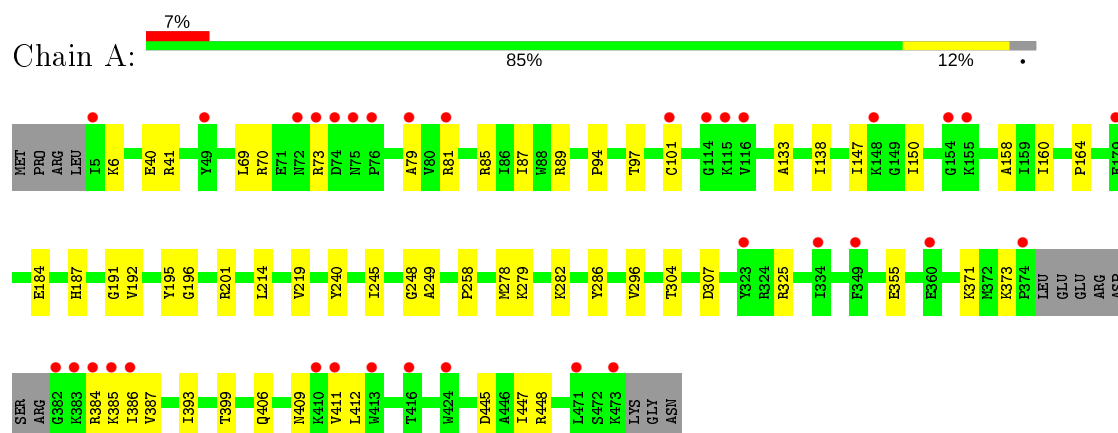 7%
Chain A:
85% 12% •
MET PRO ARG LEU I5 K6 E40 R41 Y49 L69 R70 E71 N72 R73 D74 N75 P76 A79 V80 R81 R85 I86 I87 W88 R89 P94 T97 C101 G114 K115 V116 A133 I138 I147 K148 G149 I150 G154 K155 A158 I159 I160 P164
E184 H187 G191 V192 Y195 G196 R201 L214 V219 Y240 I245 G248 A249 P258 M278 K279 K282 Y286 V296 T304 D307 Y323 R324 R325 I334 F349 E355 E360 K371 M372 K373 P374 LEU GLU GLU ARG ASP
SER ARG G382 K383 R384 K385 I386 V387 I393 T399 Q406 N409 K410 V411 L412 W413 T416 W424 D445 A446 I447 R448 L471 S472 K473 LYS GLY ASN